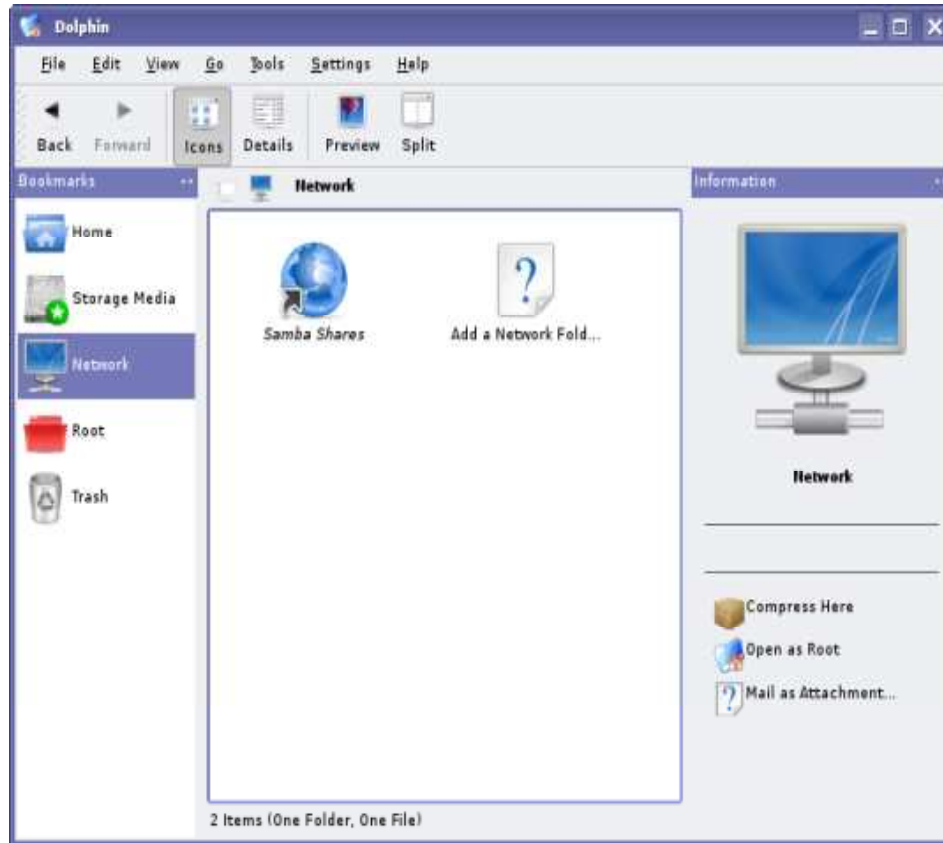 Dolphin
File Edit View Go Tools Settings Help
Back Forward Icons Details Preview Split
Bookmarks
Network
Information
Home
Storage Media
Network
Root
Trash
Samba Shares
Add a Network Fold...
Network
Compress Here
Open as Root
Mail as Attachment...
2 Items (One Folder, One File)